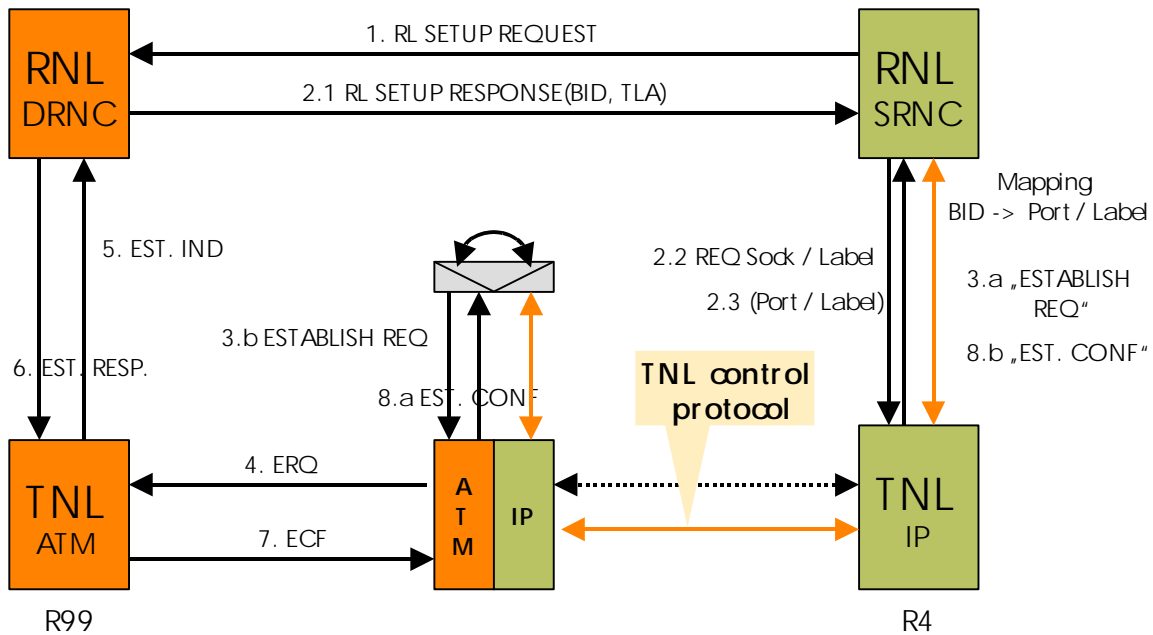 1. RL SETUP REQUEST
RNL
DRNC
RNL
SRNC
2.1 RL SETUP RESPONSE(BID, TLA)
Mapping
BID -> Port / Label
5. EST. IND
2.2 REQ Sock / Label
2.3 (Port / Label)
3.a „ESTABLISH
REQ“
3.b ESTABLISH REQ
8.b „EST. CONF“
6. EST. RESP.
TNL control
protocol
8.a EST. CONF
4. ERQ
TNL
ATM
A
T
M
IP
TNL
IP
7. ECF
R99
R4